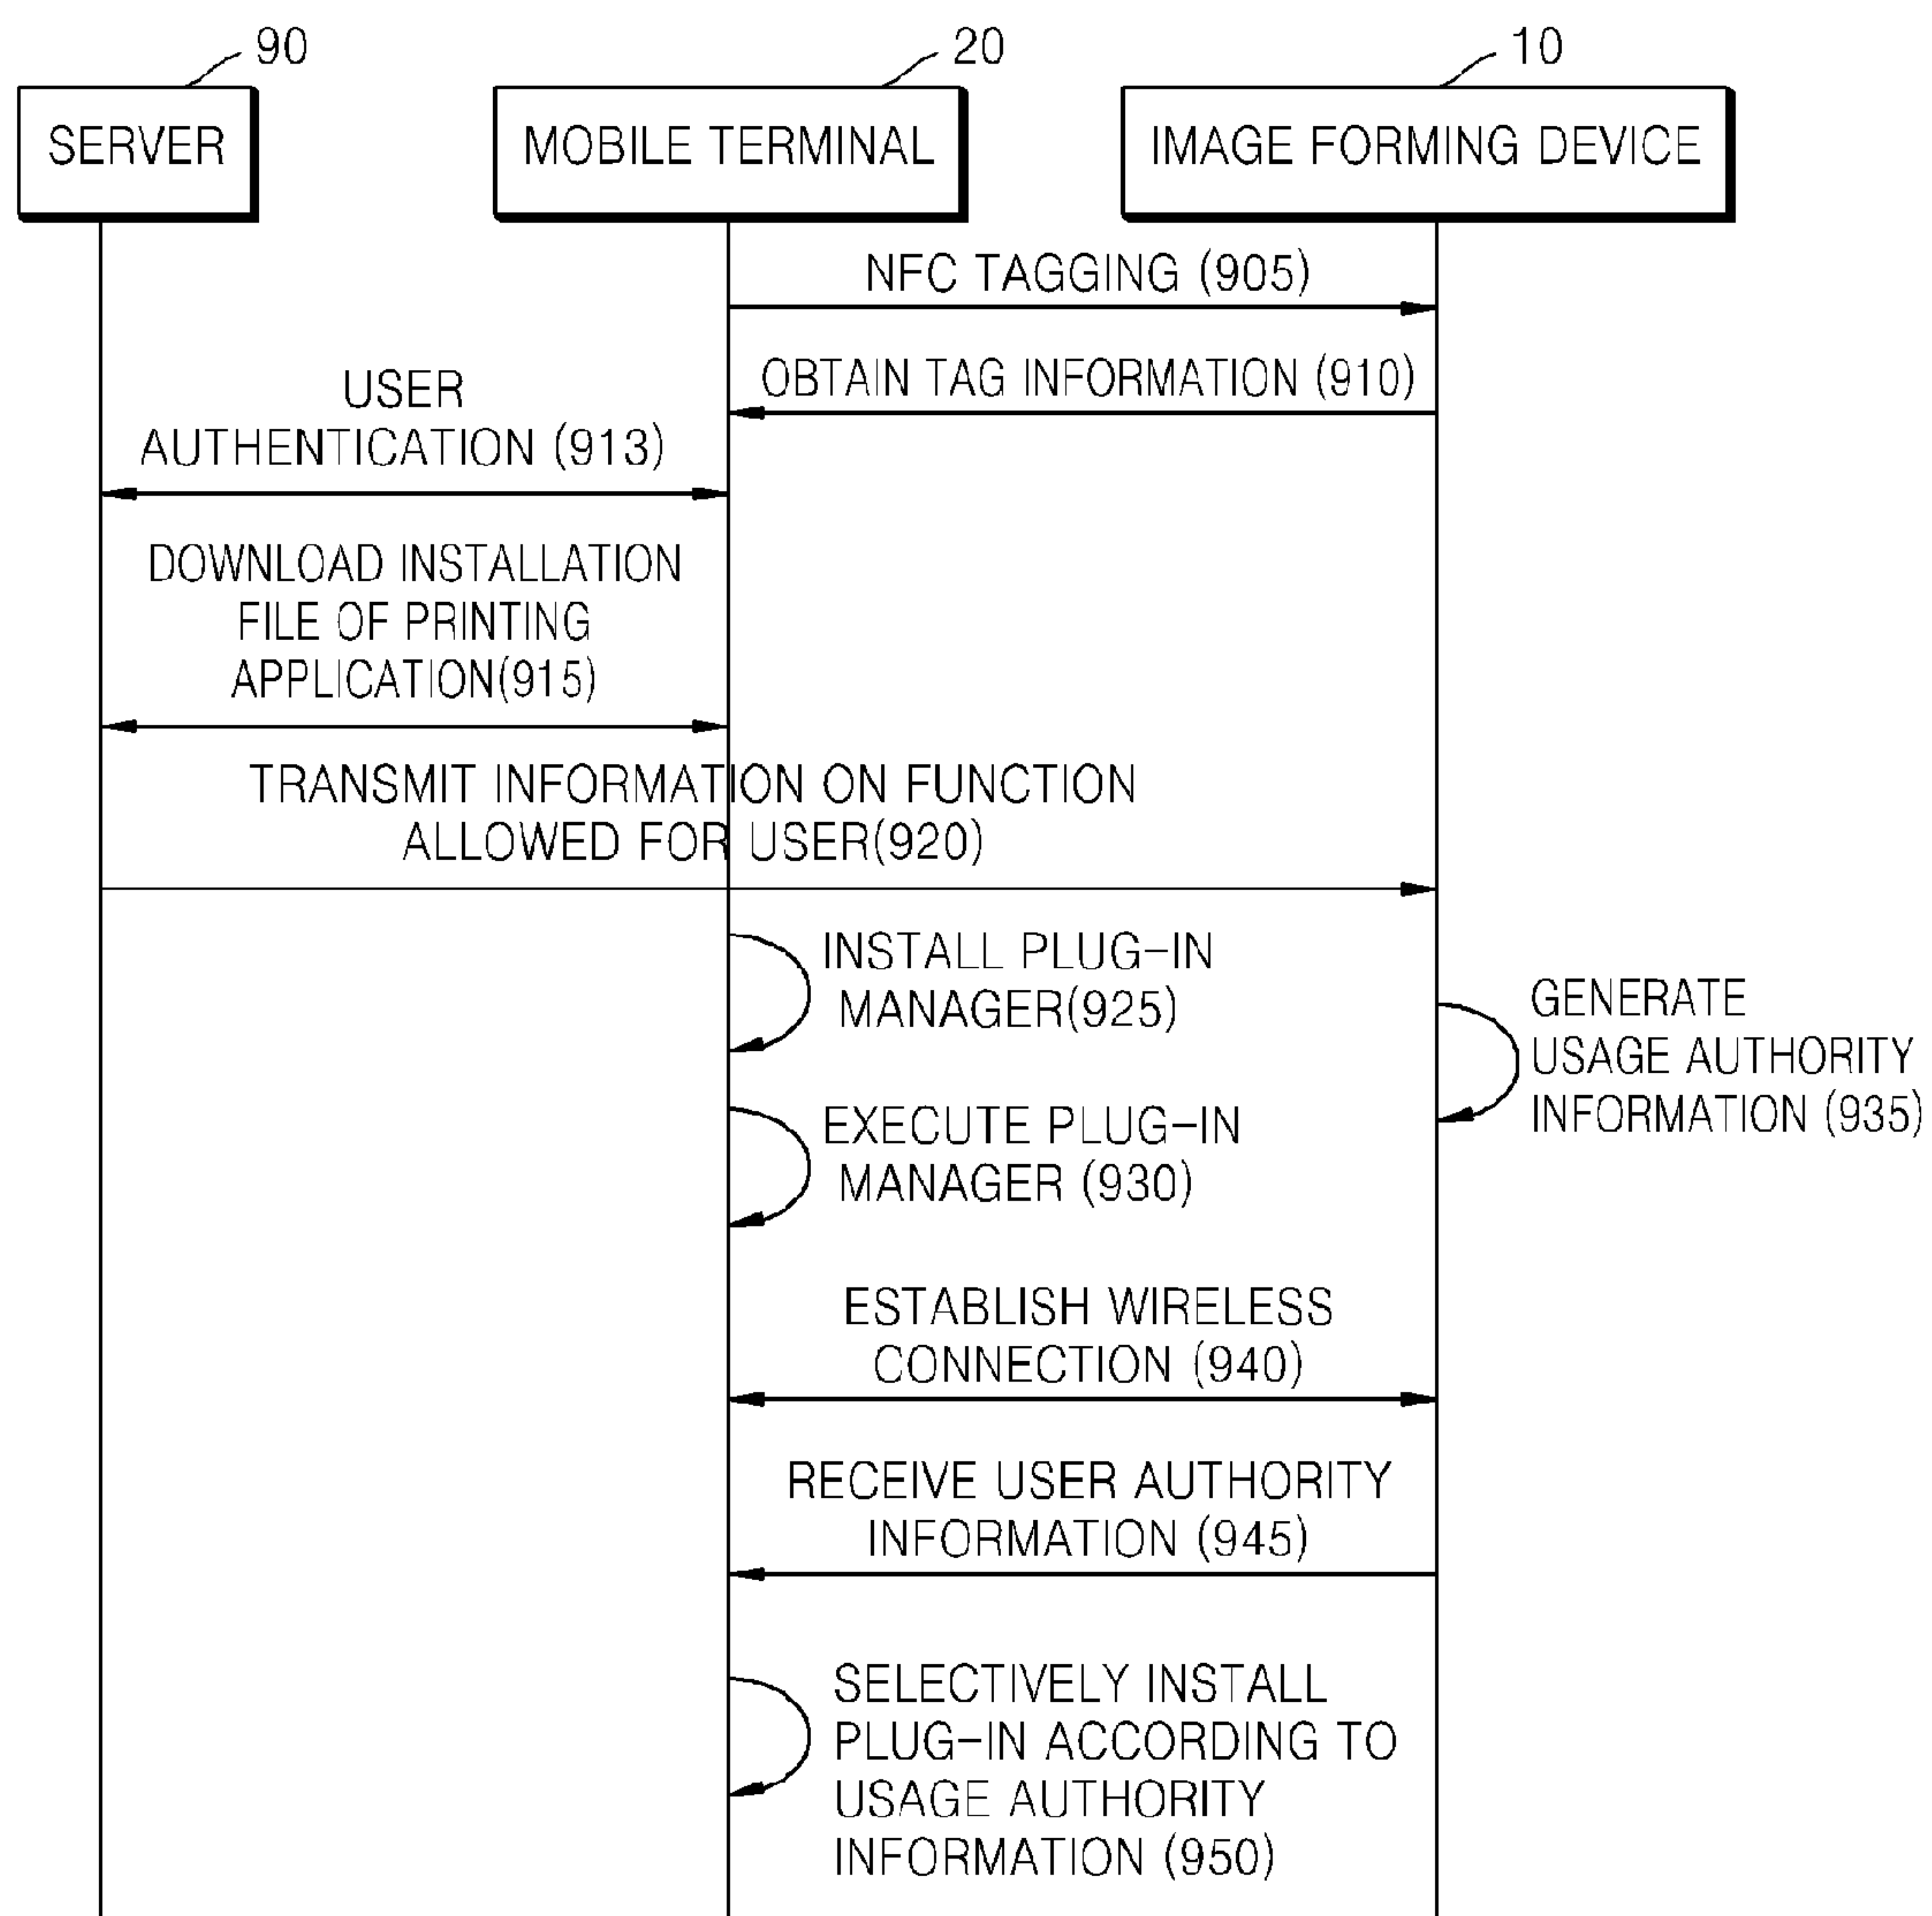 90
20
10
SERVER
MOBILE TERMINAL
IMAGE FORMING DEVICE
NFC TAGGING (905)
OBTAIN TAG INFORMATION (910)
USER
AUTHENTICATION (913)
DOWNLOAD INSTALLATION
FILE OF PRINTING
APPLICATION(915)
TRANSMIT INFORMATION ON FUNCTION
ALLOWED FOR USER(920)
INSTALL PLUG-IN
MANAGER(925)
GENERATE
USAGE AUTHORITY
INFORMATION (935)
EXECUTE PLUG-IN
MANAGER (930)
ESTABLISH WIRELESS
CONNECTION (940)
RECEIVE USER AUTHORITY
INFORMATION (945)
SELECTIVELY INSTALL
PLUG-IN ACCORDING TO
USAGE AUTHORITY
INFORMATION (950)